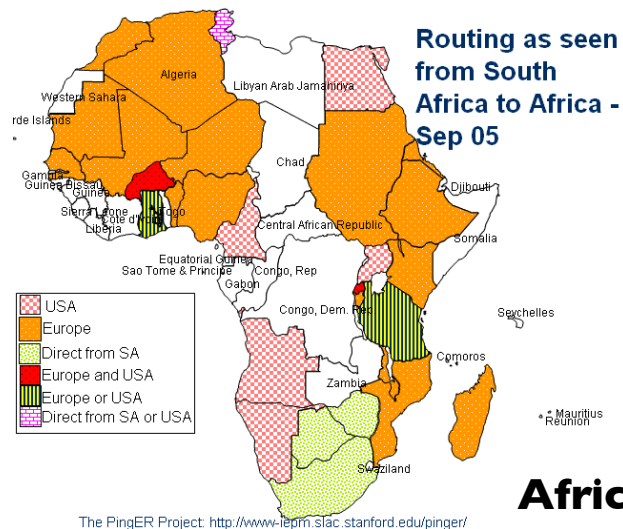 Routing as seen
from South
Africa to Africa -
Sep 05
Algeria
Libyan Arab Jamahiriya
Western Sahara
rde Islands
Chad
Gambia
Guinea Bissau
Guinea
Djibouti
Sierra Leone
Togo
Cote d'Ivoire
Liberia
Central African Republic
Somalia
Equatorial Guinea
Sao Tome & Principe
Congo, Rep
Gabon
Congo, Dem. Rep
Seychelles
Comoros
Zambia
Mauritius
Reunion
Swaziland
USA
Europe
Direct from SA
Europe and USA
Europe or USA
Direct from SA or USA
Afric
The PingER Project: http://www-iepm.slac.stanford.edu/pinger/